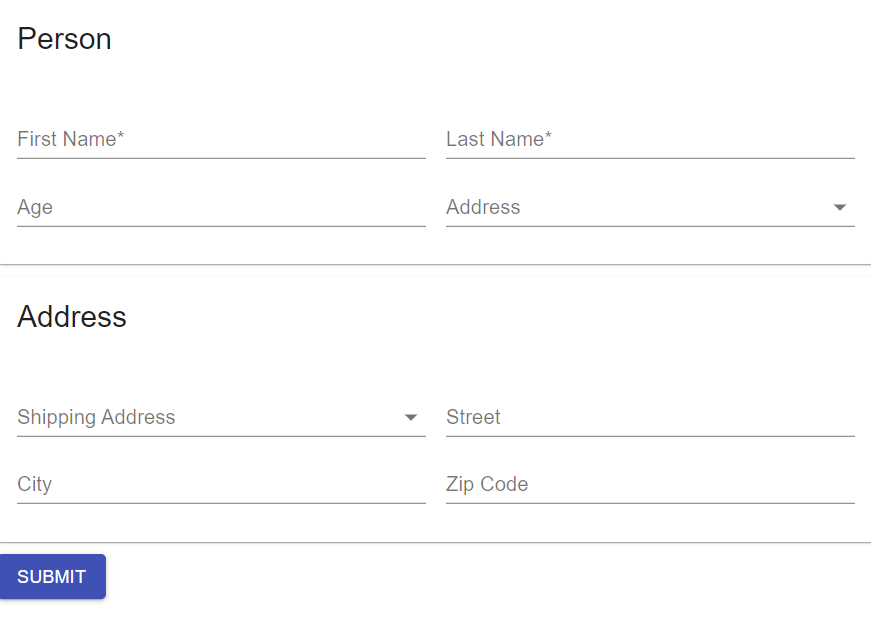 Person
First Name* Last Name*
Age Address
Address
Shipping Address Street
City Zip Code
SUBMIT